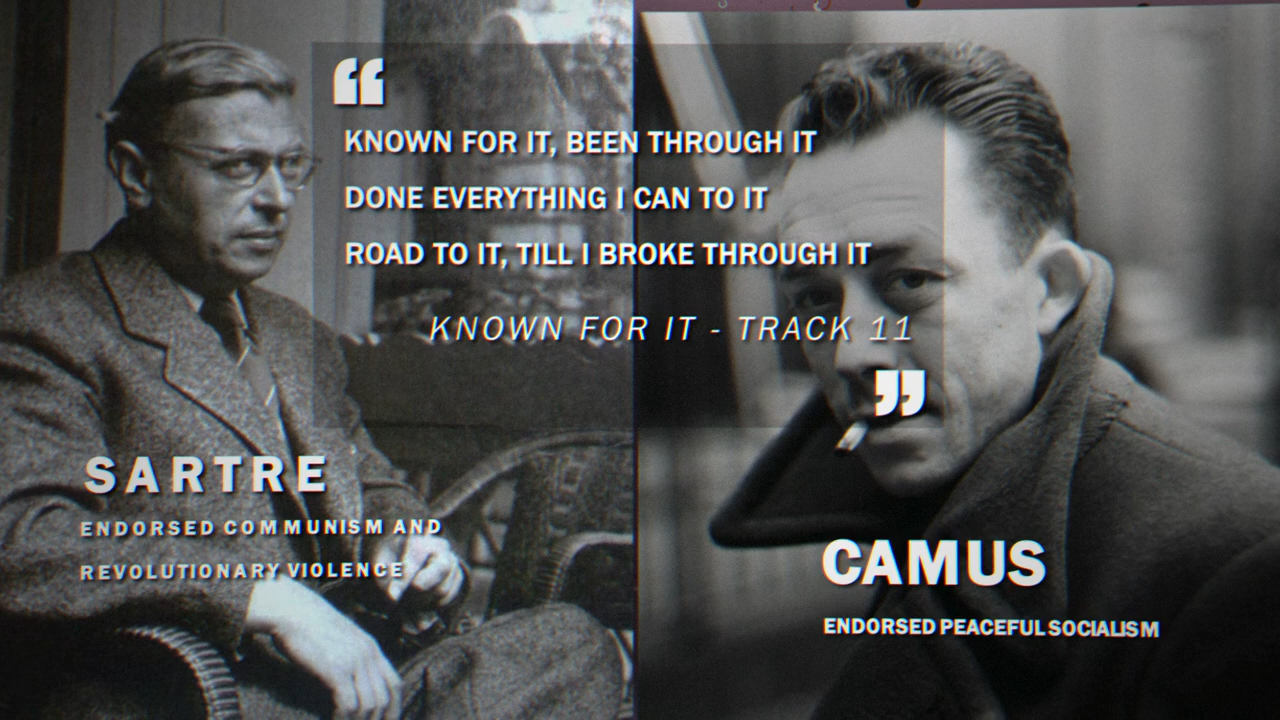 “
KNOWN FOR IT, BEEN THROUGH IT
DONE EVERYTHING I CAN TO IT
ROAD TO IT, TILL I BROKE THROUGH IT
KNOWN FOR IT - TRACK 11
”
SARTRE
ENDORSED COMMUNISM AND
REVOLUTIONARY VIOLENCE
CAMUS
ENDORSED PEACEFUL SOCIALISM